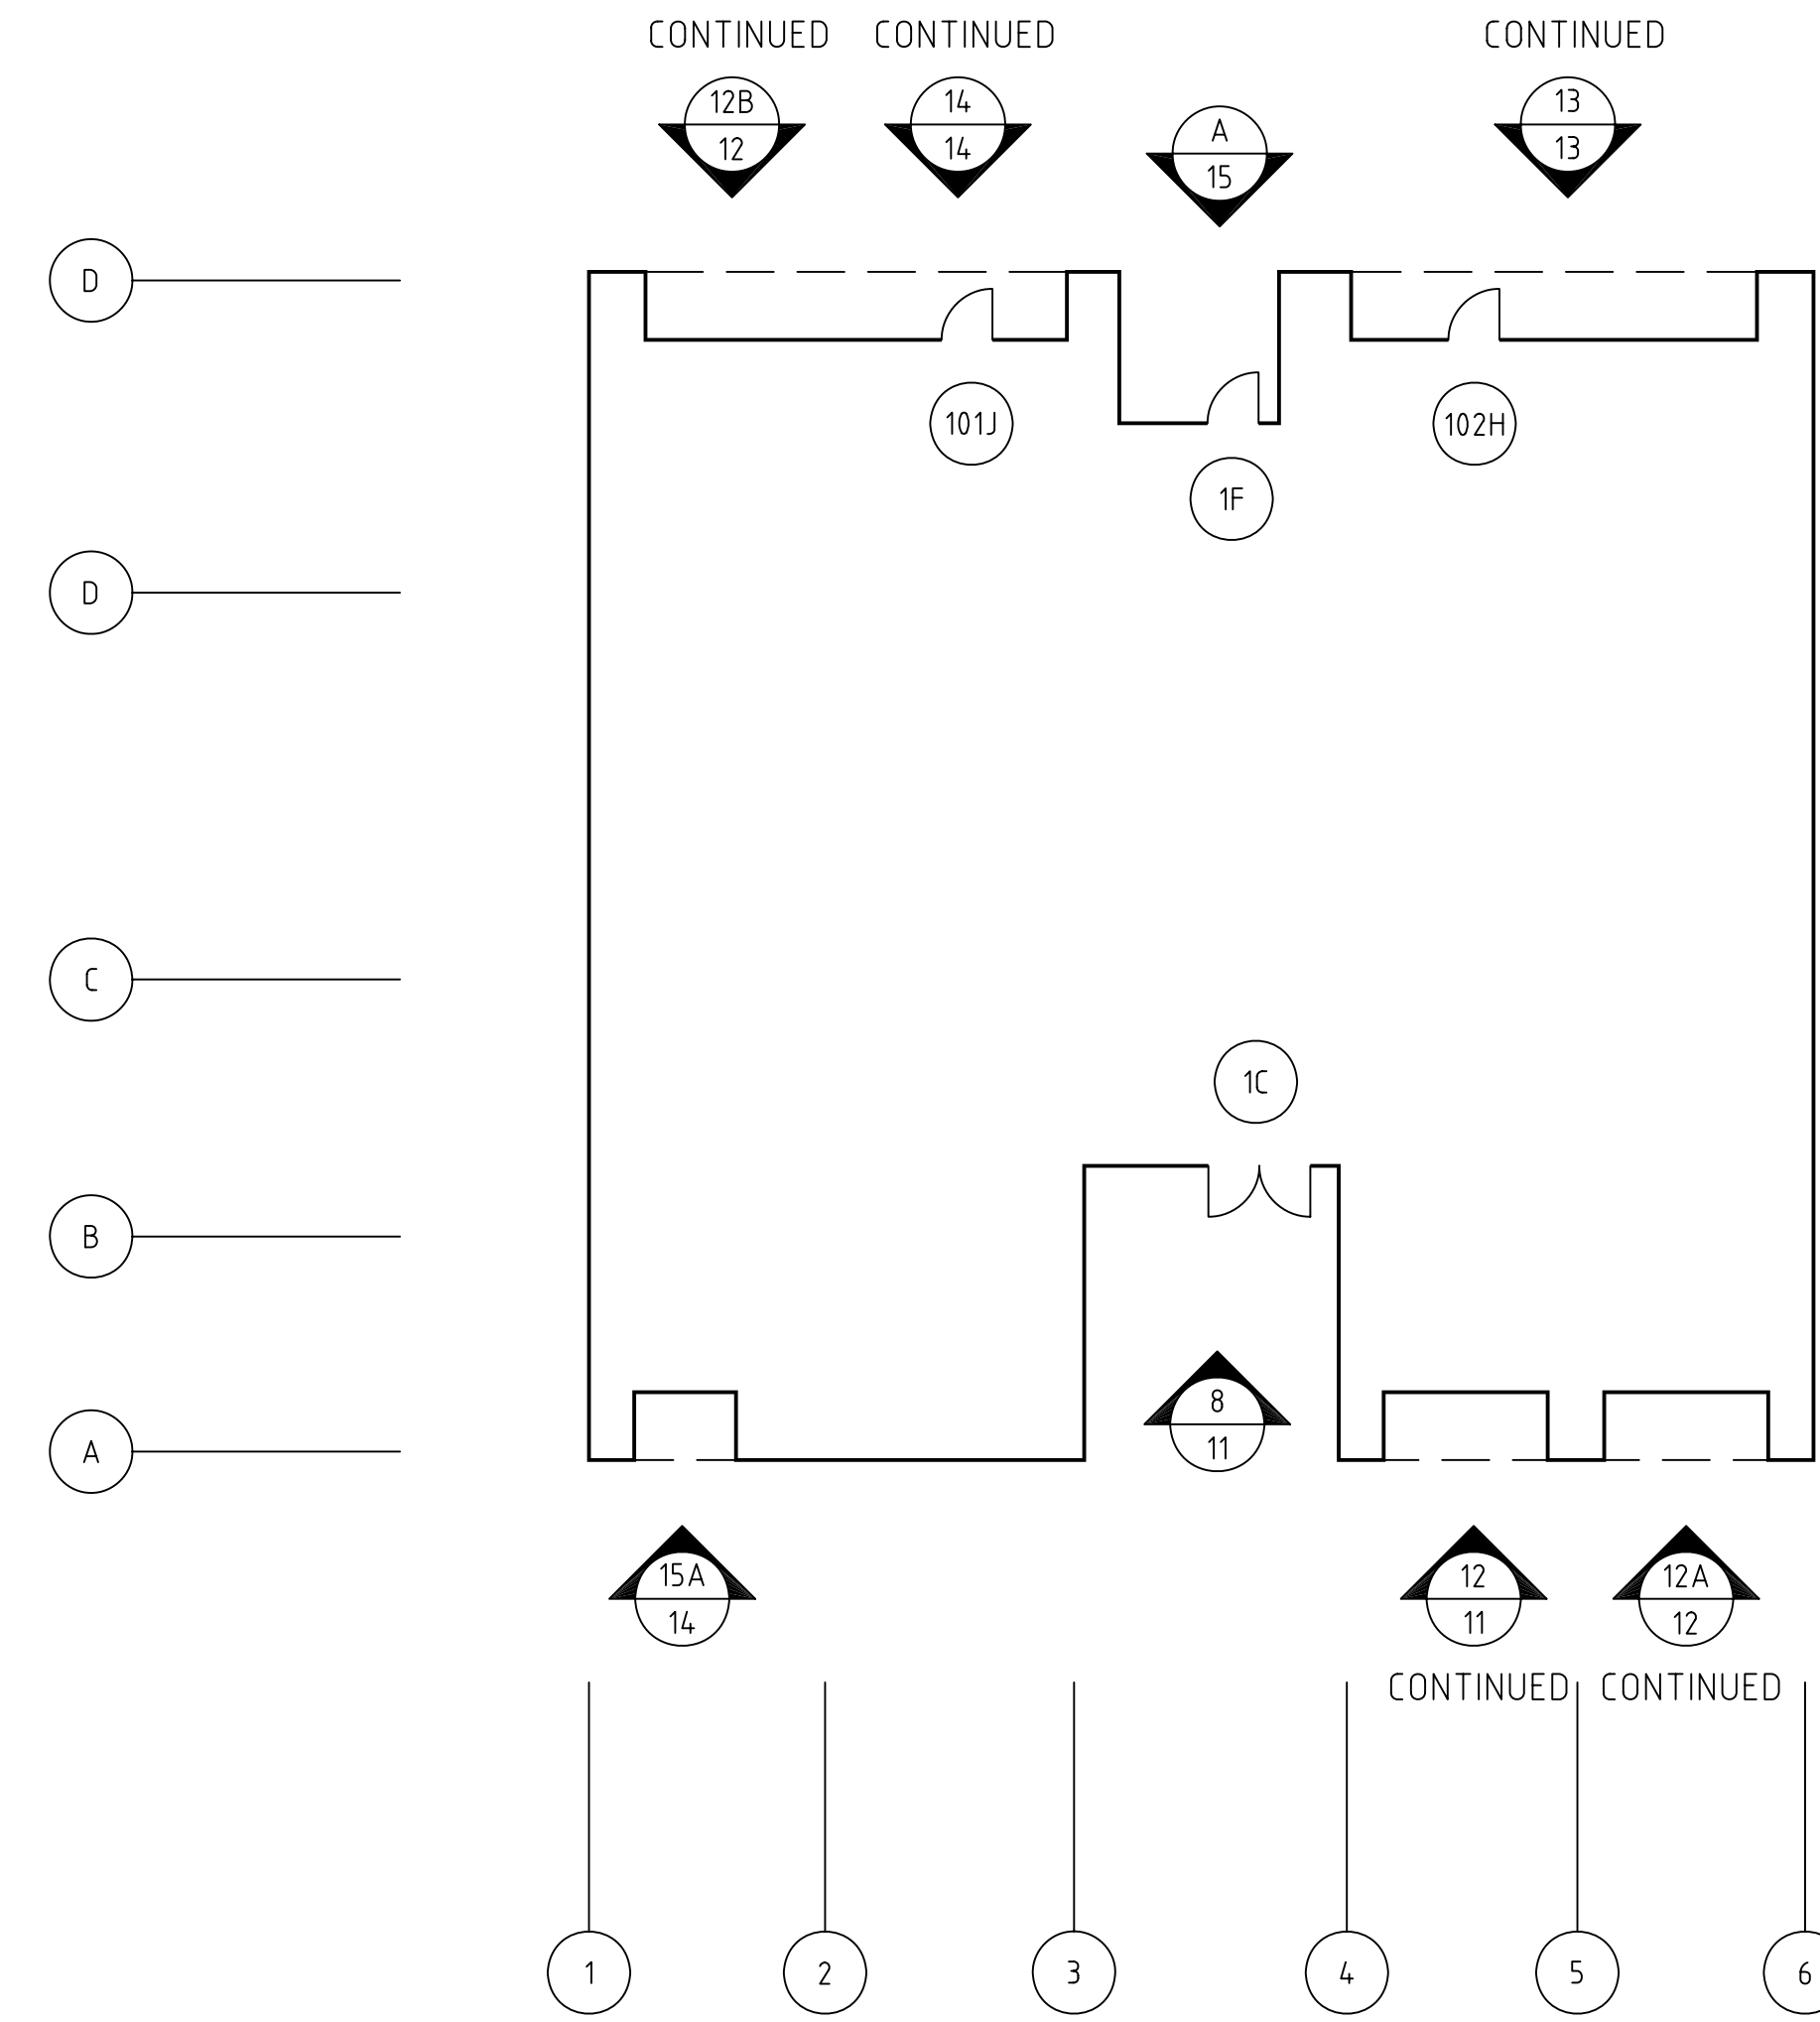 CONTINUED CONTINUED CONTINUED
12B
12
14
14
A
15
13
13
D
101J
102H
1F
D
C
1C
B
8
11
A
15A
14
12
11
12A
12
CONTINUED CONTINUED
1 2 3 4 5 6